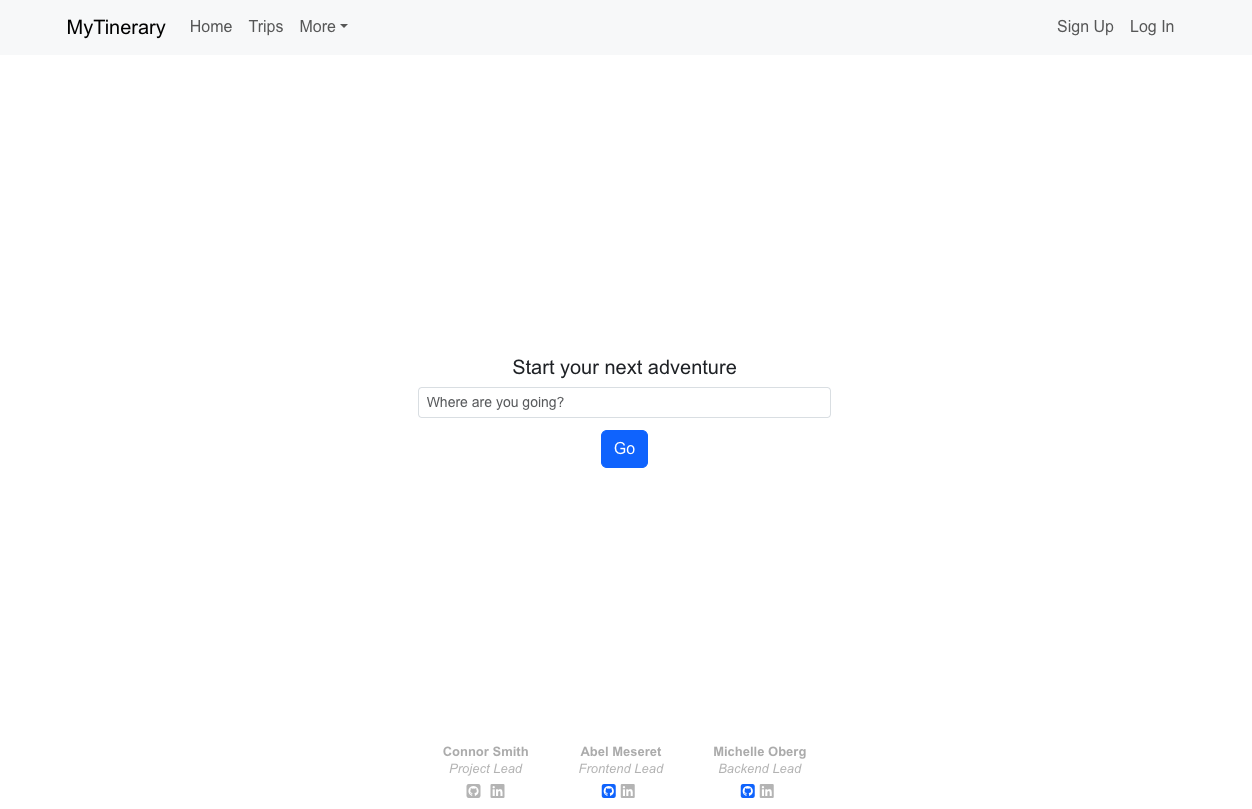 MyTinerary Home Trips More Sign Up Log In
Start your next adventure
Where are you going?
Go
Connor Smith Abel Meseret Michelle Oberg
Project Lead Frontend Lead Backend Lead